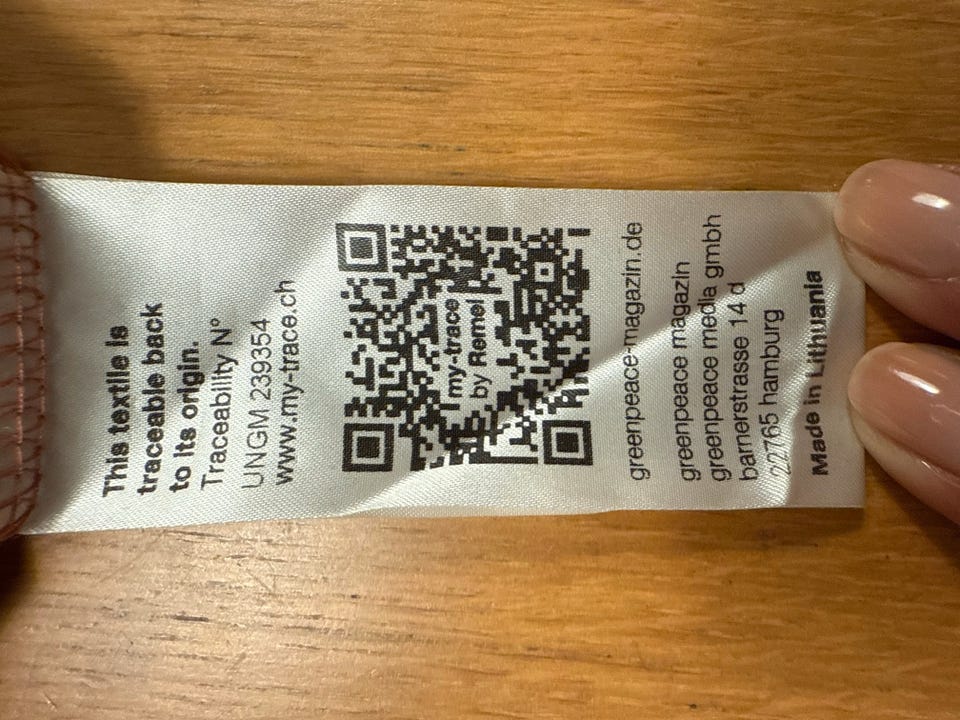 This textile is
traceable back
to its origin.
Traceability N°
UNGM 239354
www.my-trace.ch
my-trace
by Remei
greenpeace-magazin.de
greenpeace magazin
greenpeace media gmbh
barnerstrasse 14 d
22765 hamburg
Made in Lithuania